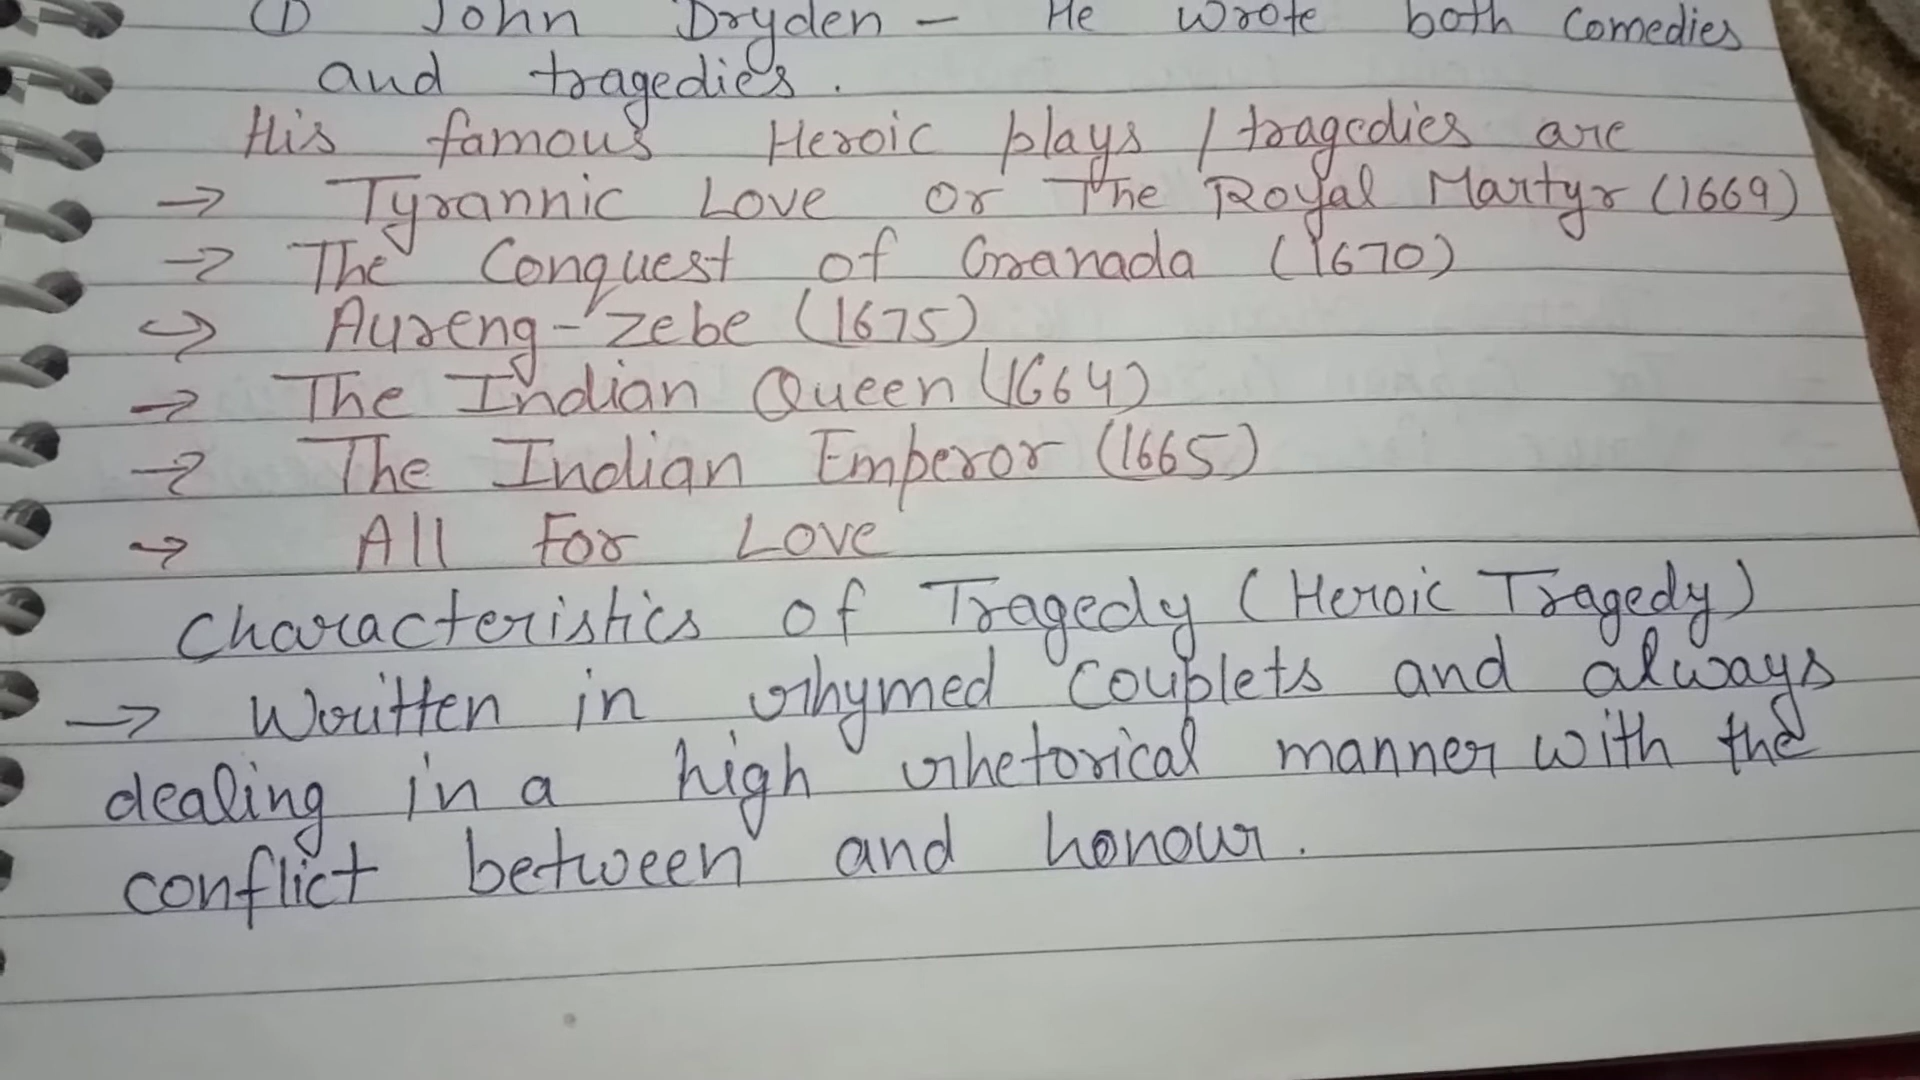 ① John Dryden - He wrote both Comedies
and tragedies.
His famous Heroic plays / tragedies are
→ Tyrannic Love or The Royal Martyr (1669)
→ The Conquest of Granada (1670)
→ Aureng-zebe (1675)
→ The Indian Queen (1664)
→ The Indian Emperor (1665)
→ All For Love
Characteristics of Tragedy (Heroic Tragedy)
→ Written in rhymed couplets and always
dealing in a high rhetorical manner with the
conflict between and honour.